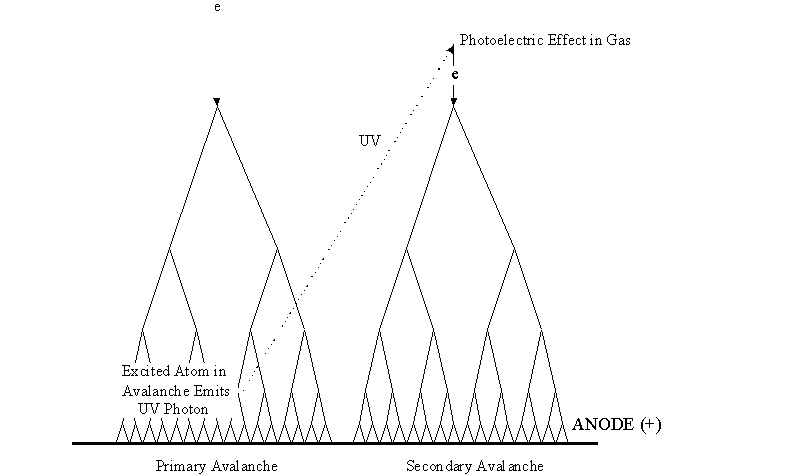 e
Photoelectric Effect in Gas
e
UV
Excited Atom in
Avalanche Emits
UV Photon
ANODE (+)
Primary Avalanche
Secondary Avalanche